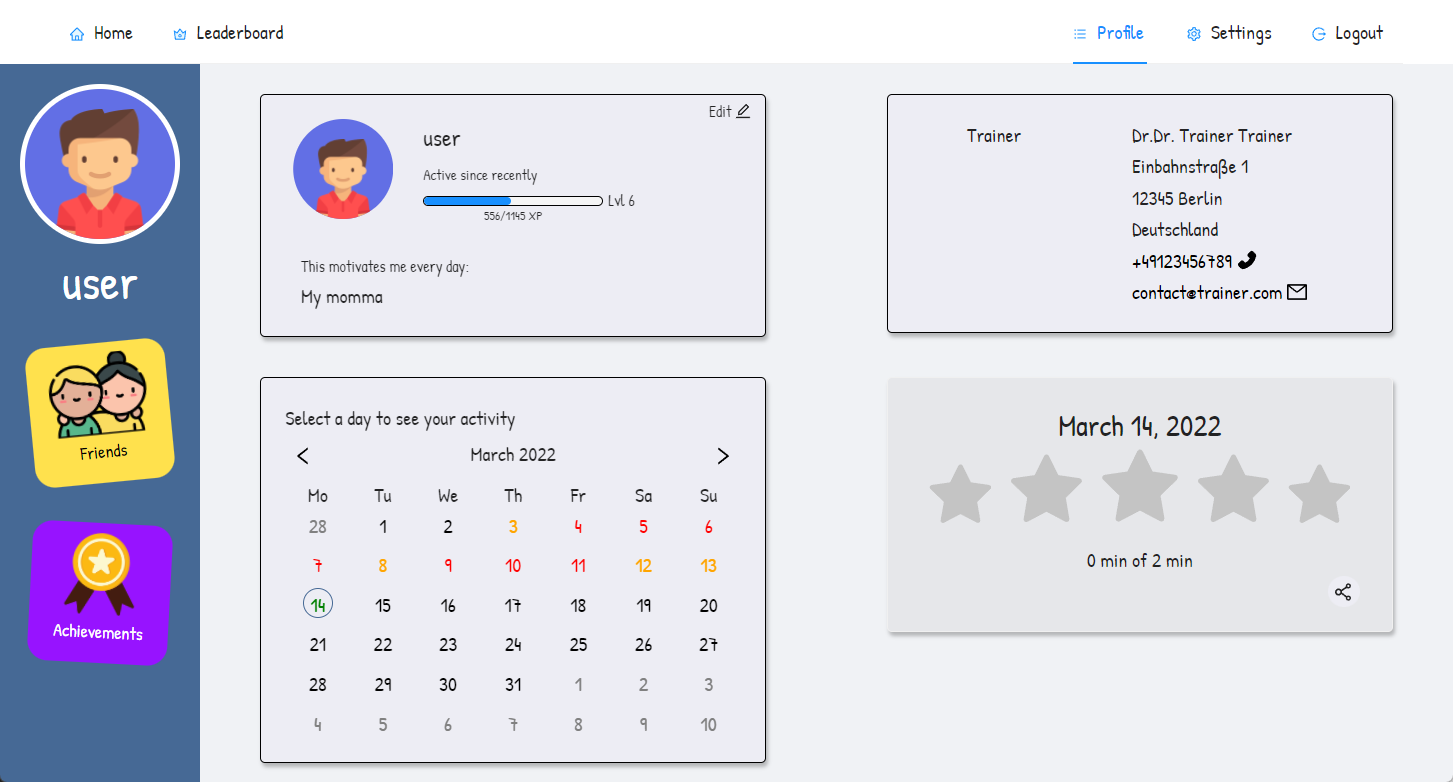 Home Leaderboard Profile Settings Logout
user
Friends
Achievements
Edit
user
Active since recently
Lvl 6
556/1145 XP
This motivates me every day:
My momma
Trainer Dr.Dr. Trainer Trainer
Einbahnstraße 1
12345 Berlin
Deutschland
+49123456789
contact@trainer.com
Select a day to see your activity
March 2022
Mo Tu We Th Fr Sa Su
28 1 2 3 4 5 6
7 8 9 10 11 12 13
14 15 16 17 18 19 20
21 22 23 24 25 26 27
28 29 30 31 1 2 3
4 5 6 7 8 9 10
March 14, 2022
0 min of 2 min